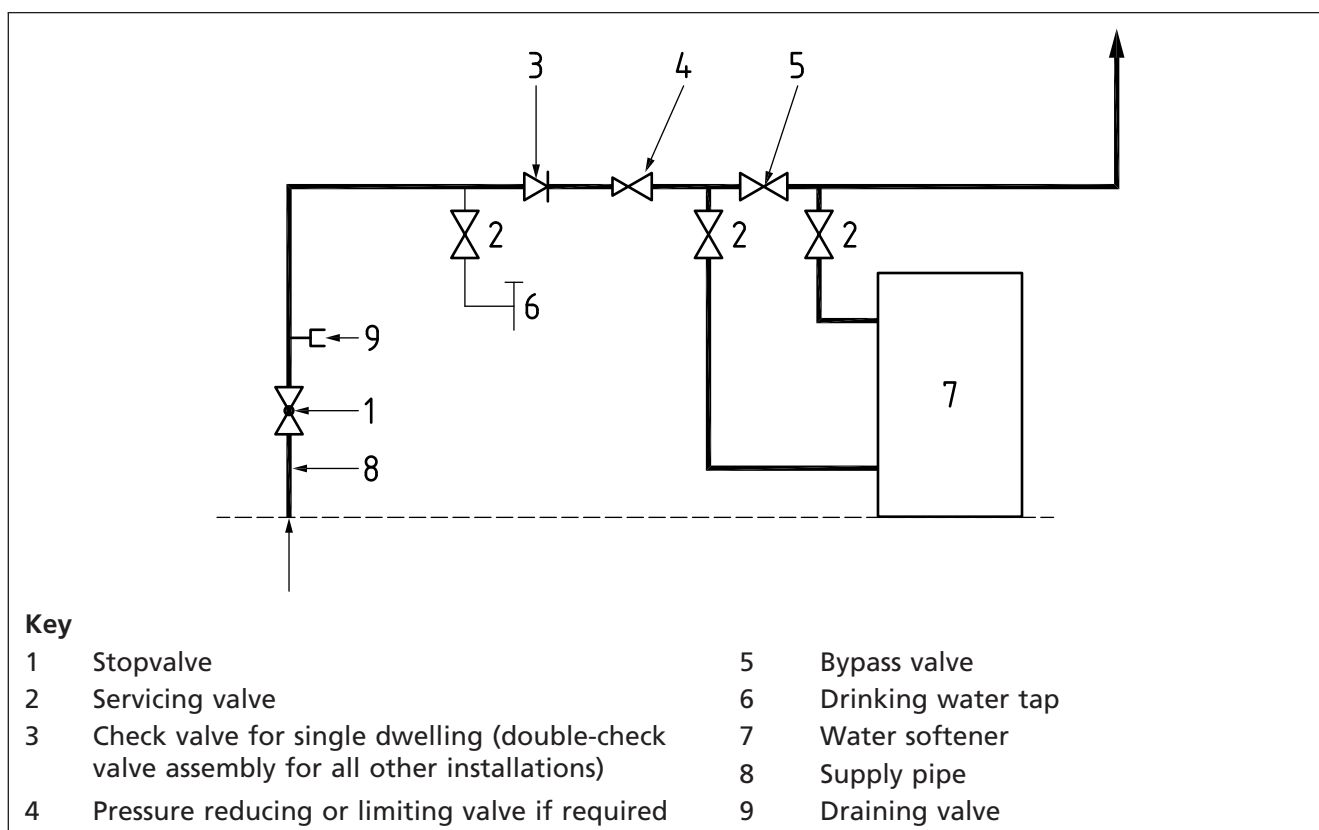 3
4
5
2
2
2
6
9
1
7
8
Key
1 Stopvalve
2 Servicing valve
3 Check valve for single dwelling (double-check
valve assembly for all other installations)
4 Pressure reducing or limiting valve if required
5 Bypass valve
6 Drinking water tap
7 Water softener
8 Supply pipe
9 Draining valve